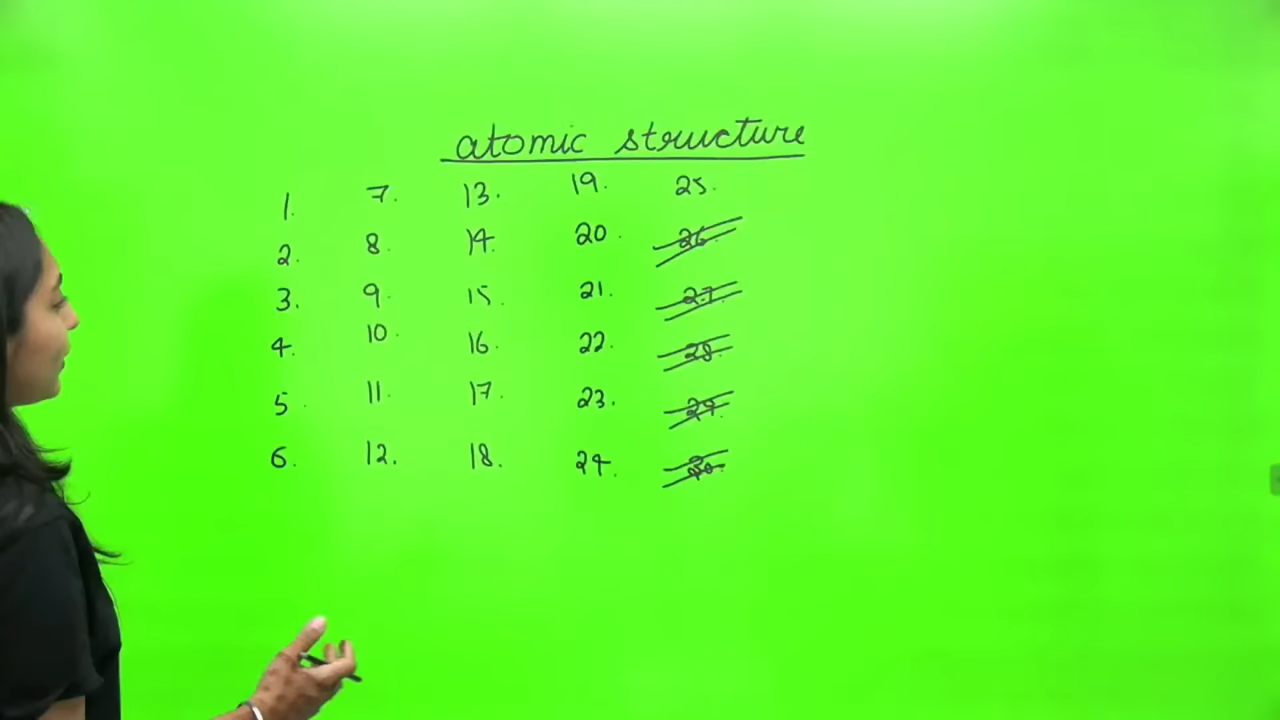 atomic structure
1. 7. 13. 19. 25.
2. 8. 14. 20. 26.
3. 9. 15. 21. 27.
4. 10. 16. 22. 28.
5. 11. 17. 23. 29.
6. 12. 18. 24. 30.